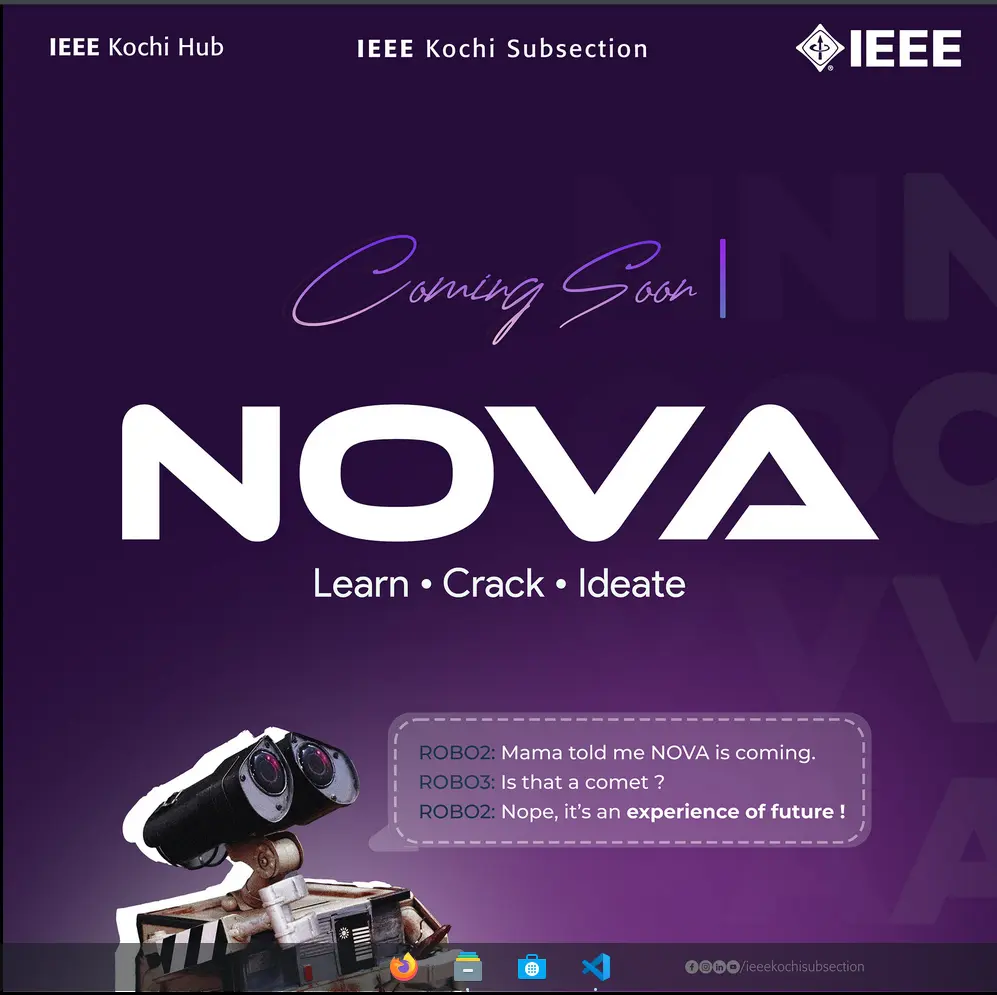 IEEE Kochi Hub
IEEE Kochi Subsection
IEEE
Coming Soon
NOVA
Learn • Crack • Ideate
ROBO2: Mama told me NOVA is coming.
ROBO3: Is that a comet ?
ROBO2: Nope, it’s an experience of future !
/ieeekochisubsection
N N
O O
V V
A